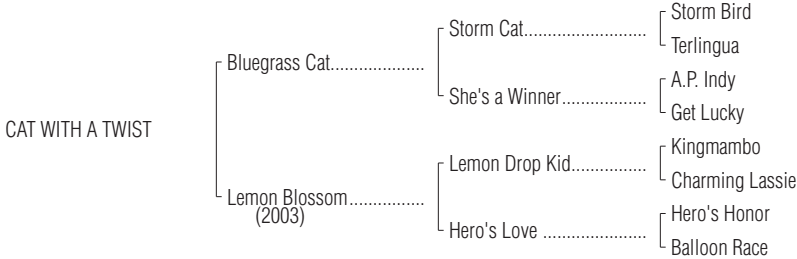 Storm Bird
Storm Cat........................
Terlingua
Bluegrass Cat...................
A.P. Indy
She's a Winner.................
Get Lucky
CAT WITH A TWIST
Kingmambo
Lemon Drop Kid...............
Charming Lassie
Lemon Blossom...............
(2003)
Hero's Honor
Hero's Love .....................
Balloon Race